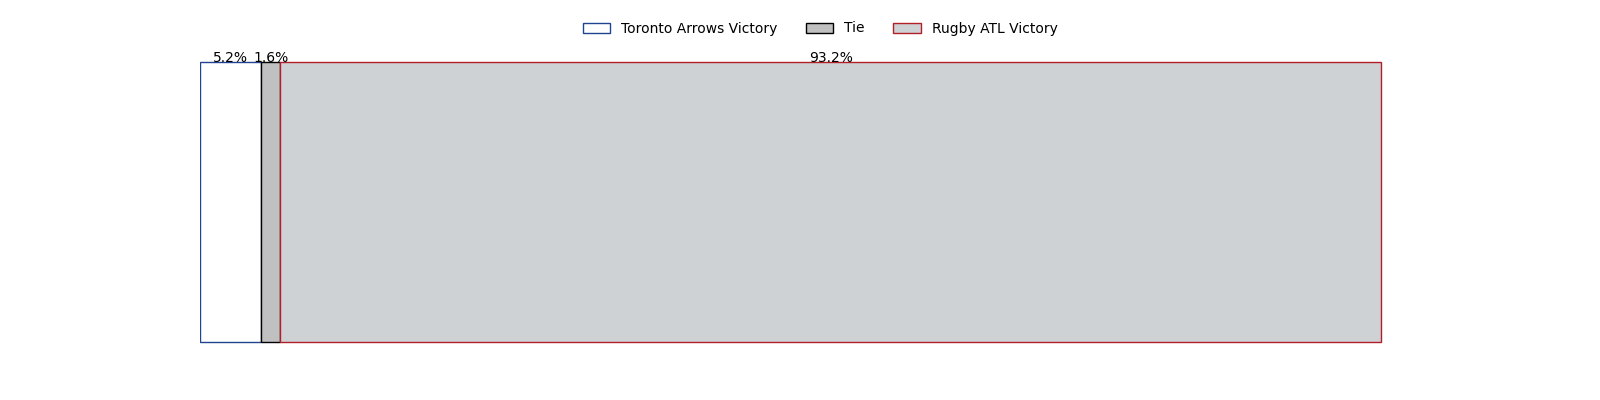 Toronto Arrows Victory Tie Rugby ATL Victory
5.2% 1.6% 93.2%